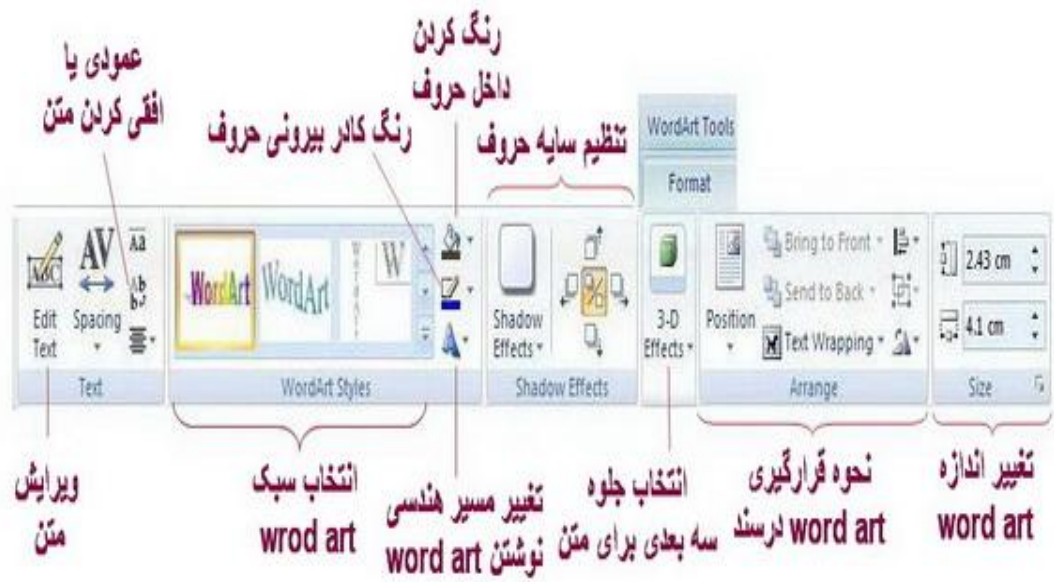 عمودی یا
افقی کردن متن
رنگ کردن
داخل حروف
رنگ کادر بیرونی حروف
تنظیم سایه حروف
WordArt Tools
Format
Edit
Text
AV
Spacing
Aa
Text
WordArt
WordArt
W
WordArt Styles
Shadow
Effects
Shadow Effects
3-D
Effects
Position
Bring to Front
Send to Back
Text Wrapping
Arrange
2.43 cm
4.1 cm
Size
ویرایش
متن
انتخاب سبک
wrod art
تغییر مسیر هندسی
نوشتن word art
انتخاب جلوه
سه بعدی برای متن
نحوه قرارگیری
word art درسند
تغییر اندازه
word art